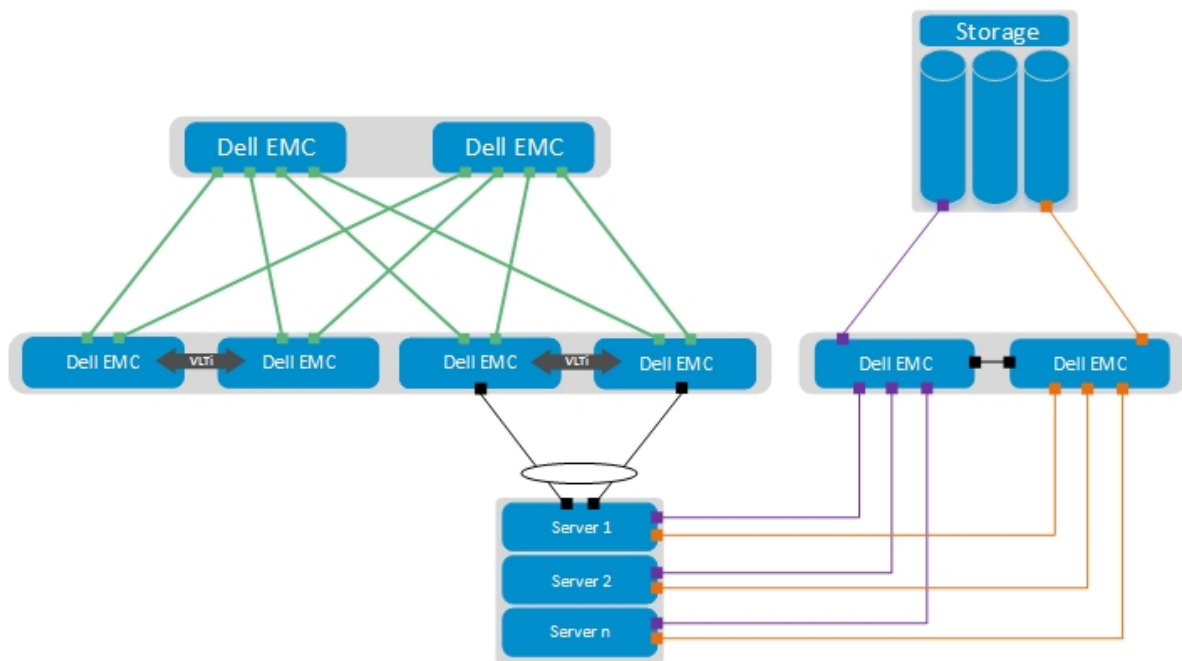 Storage
Dell EMC
Dell EMC
Dell EMC
VLTi
Dell EMC
Dell EMC
VLTi
Dell EMC
Dell EMC
Dell EMC
Server 1
Server 2
Server n